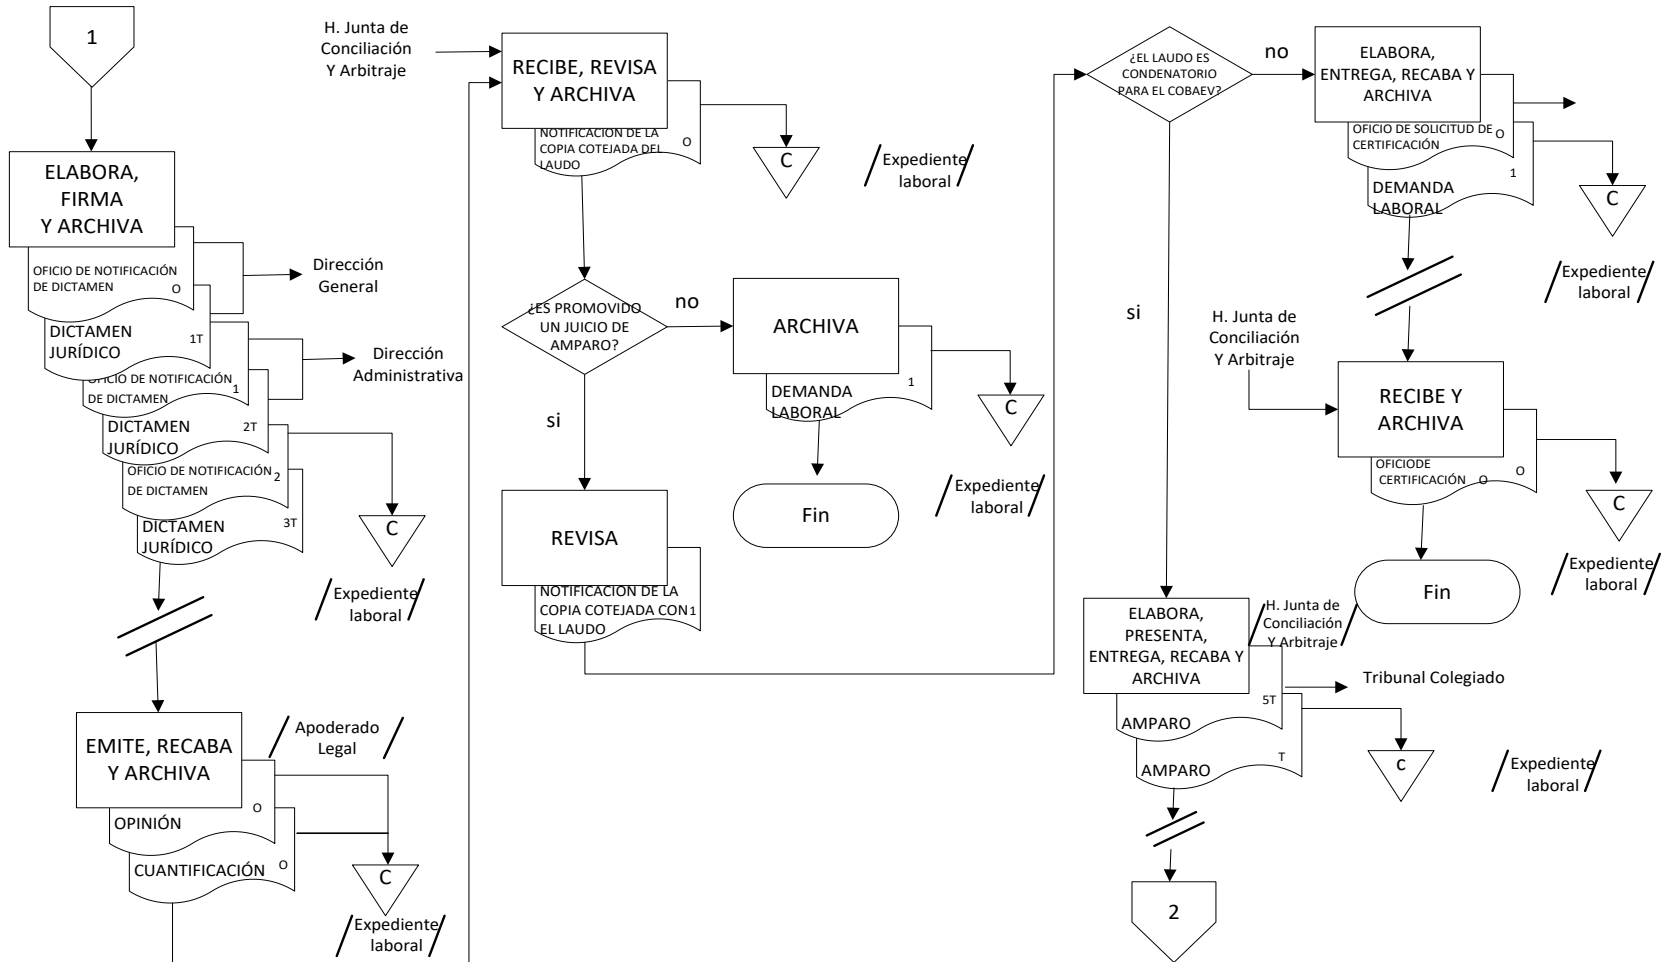 1
ELABORA,
FIRMA
Y ARCHIVA
OFICIO DE NOTIFICACIÓN
DE DICTAMEN
O
Dirección
General
DICTAMEN
JURÍDICO
1T
OFICIO DE NOTIFICACIÓN
DE DICTAMEN
1
Dirección
Administrativa
DICTAMEN
JURÍDICO
2T
OFICIO DE NOTIFICACIÓN
DE DICTAMEN
2
DICTAMEN
JURÍDICO
3T
C
Expediente
laboral
EMITE, RECABA
Y ARCHIVA
Apoderado
Legal
OPINIÓN
O
CUANTIFICACIÓN
O
C
Expediente
laboral
H. Junta de
Conciliación
Y Arbitraje
RECIBE, REVISA
Y ARCHIVA
NOTIFICACION DE LA
COPIA COTEJADA DEL
LAUDO
O
C
Expediente
laboral
¿ES PROMOVIDO
UN JUICIO DE
AMPARO?
no
ARCHIVA
DEMANDA
LABORAL
1
C
Expediente
laboral
Fin
si
REVISA
NOTIFICACION DE LA
COPIA COTEJADA CON
EL LAUDO
1
¿EL LAUDO ES
CONDENATORIO
PARA EL COBAEV?
no
ELABORA,
ENTREGA, RECABA Y
ARCHIVA
OFICIO DE SOLICITUD DE
CERTIFICACIÓN
O
DEMANDA
LABORAL
1
C
Expediente
laboral
H. Junta de
Conciliación
Y Arbitraje
RECIBE Y
ARCHIVA
OFICIODE
CERTIFICACIÓN
O
O
C
Expediente
laboral
Fin
si
ELABORA,
PRESENTA,
ENTREGA, RECABA Y
ARCHIVA
H. Junta de
Conciliación
Y Arbitraje
AMPARO
5T
Tribunal Colegiado
AMPARO
T
c
Expediente
laboral
2